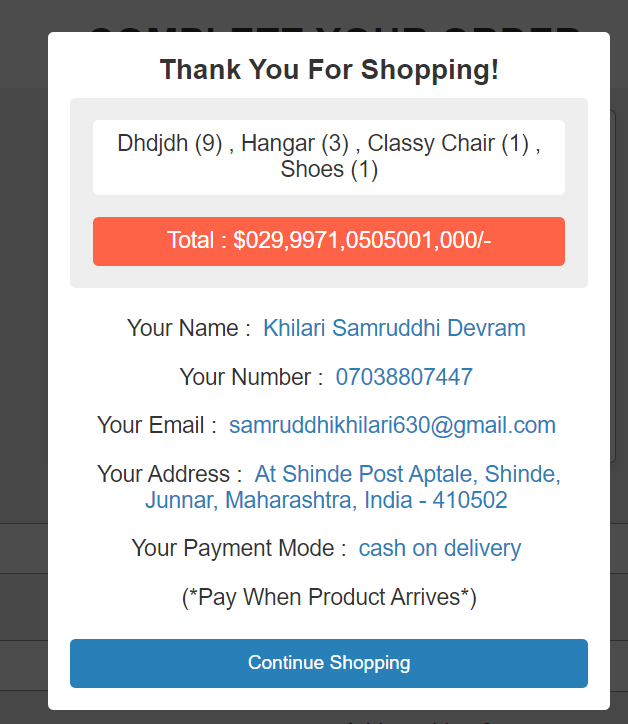 COMPLETE YOUR ORDER
Thank You For Shopping!
Dhdjdh (9) , Hangar (3) , Classy Chair (1) ,
Shoes (1)
Total : $029,9971,0505001,000/-
Your Name : Khilari Samruddhi Devram
Your Number : 07038807447
Your Email : samruddhikhilari630@gmail.com
Your Address : At Shinde Post Aptale, Shinde,
Junnar, Maharashtra, India - 410502
Your Payment Mode : cash on delivery
(*Pay When Product Arrives*)
Continue Shopping